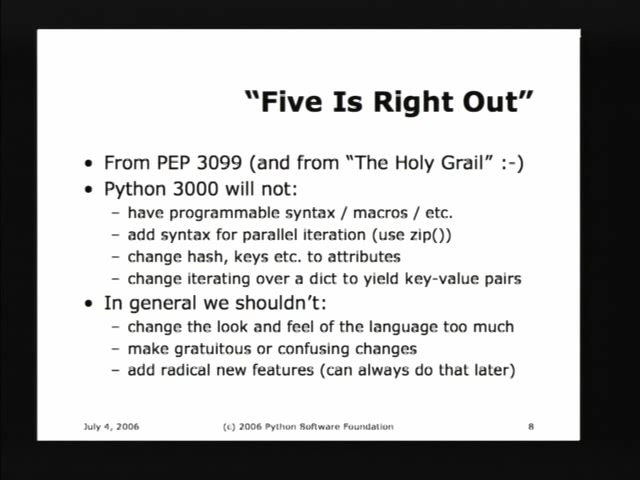 “Five Is Right Out”
• From PEP 3099 (and from “The Holy Grail” :-)
• Python 3000 will not:
– have programmable syntax / macros / etc.
– add syntax for parallel iteration (use zip())
– change hash, keys etc. to attributes
– change iterating over a dict to yield key-value pairs
• In general we shouldn’t:
– change the look and feel of the language too much
– make gratuitous or confusing changes
– add radical new features (can always do that later)
July 4, 2006 (c) 2006 Python Software Foundation 8